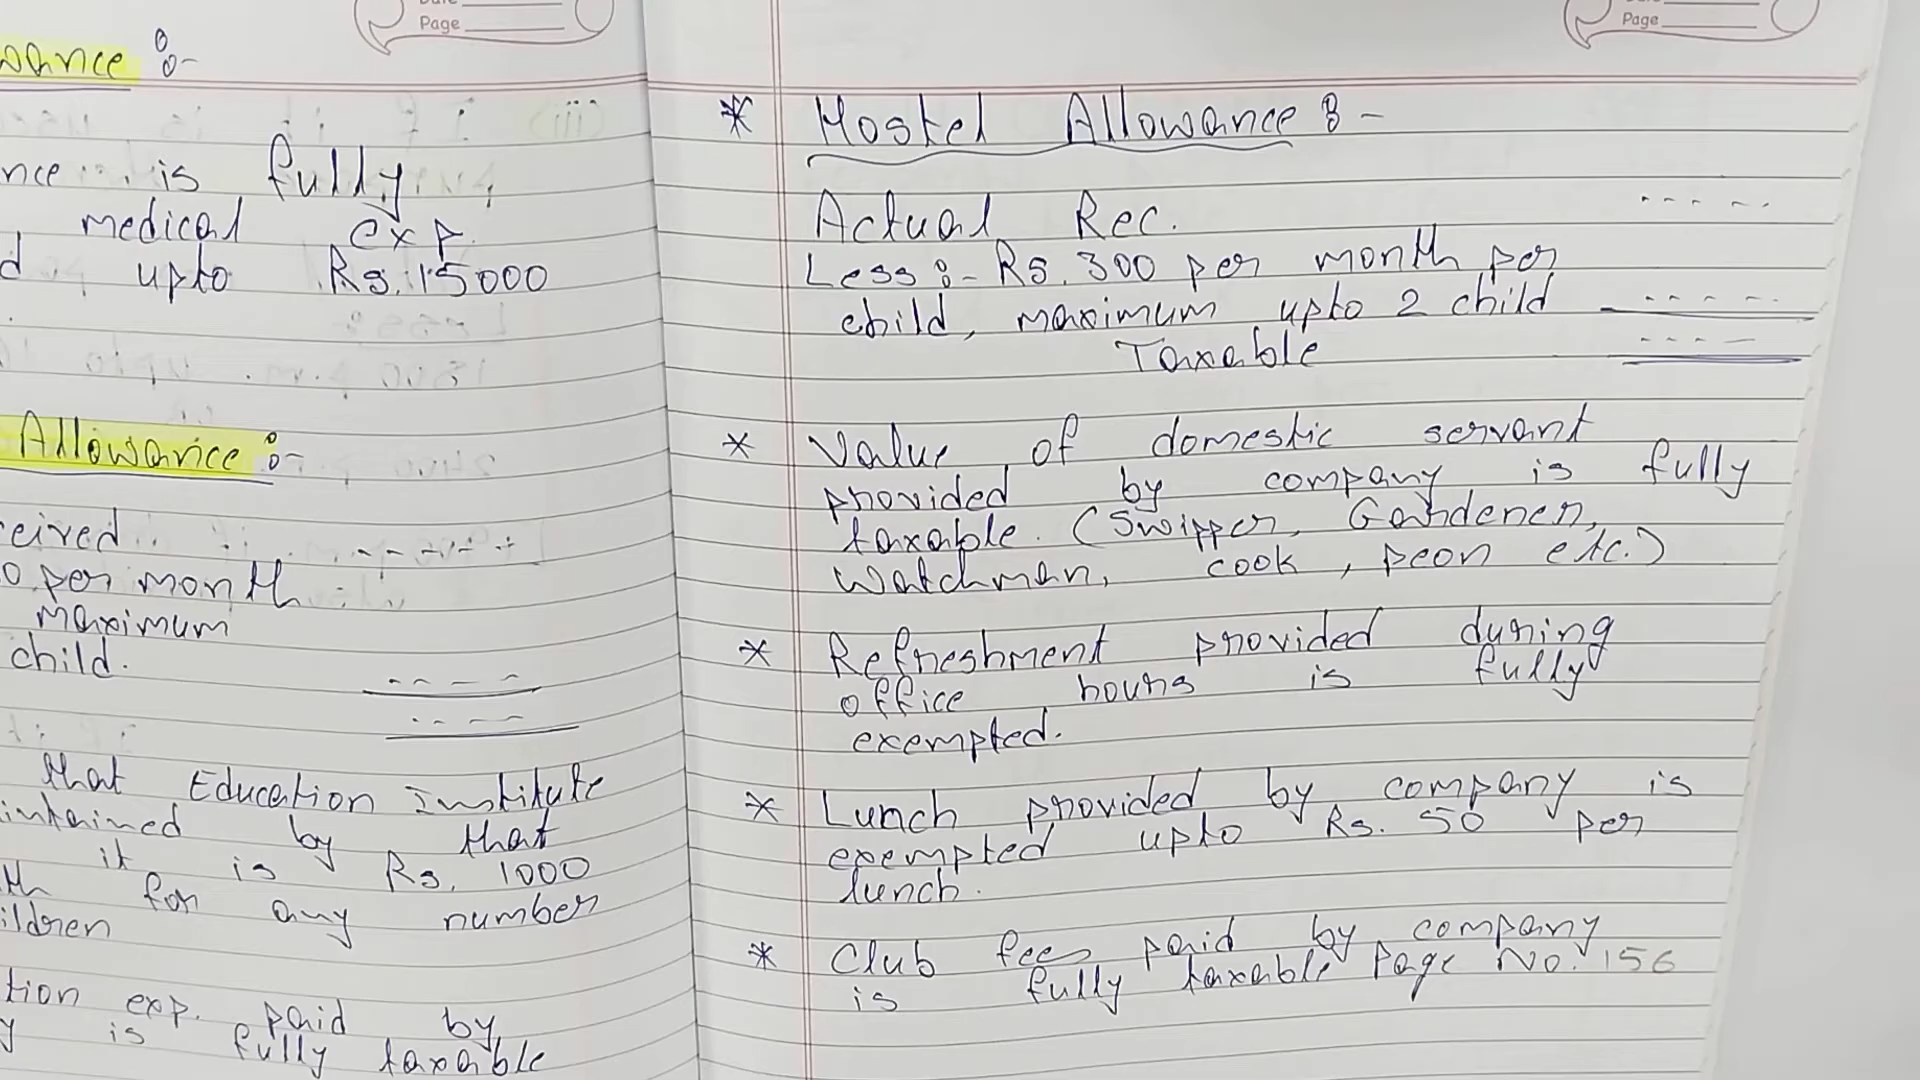 Page
wance :-
nce is fully
medical exp.
d upto Rs. 15000
Allowance :-
ceived
0 per month
maximum
child.
that Education Institute
intained by that
it is Rs. 1000
th for any number
ildren
tion exp. paid by
y is fully taxable
Page
* Hostel Allowance :-
Actual Rec.
Less :- Rs. 300 per month per
child, maximum upto 2 child
Taxable
* Value of domestic servant
provided by company is fully
taxable. (Swipper, Gardener,
Watchman, cook, peon etc.)
* Refreshment provided during
office hours is fully
exempted.
* Lunch provided by company is
exempted upto Rs. 50 per
lunch.
* Club fees paid by company
is fully taxable Page No. 156